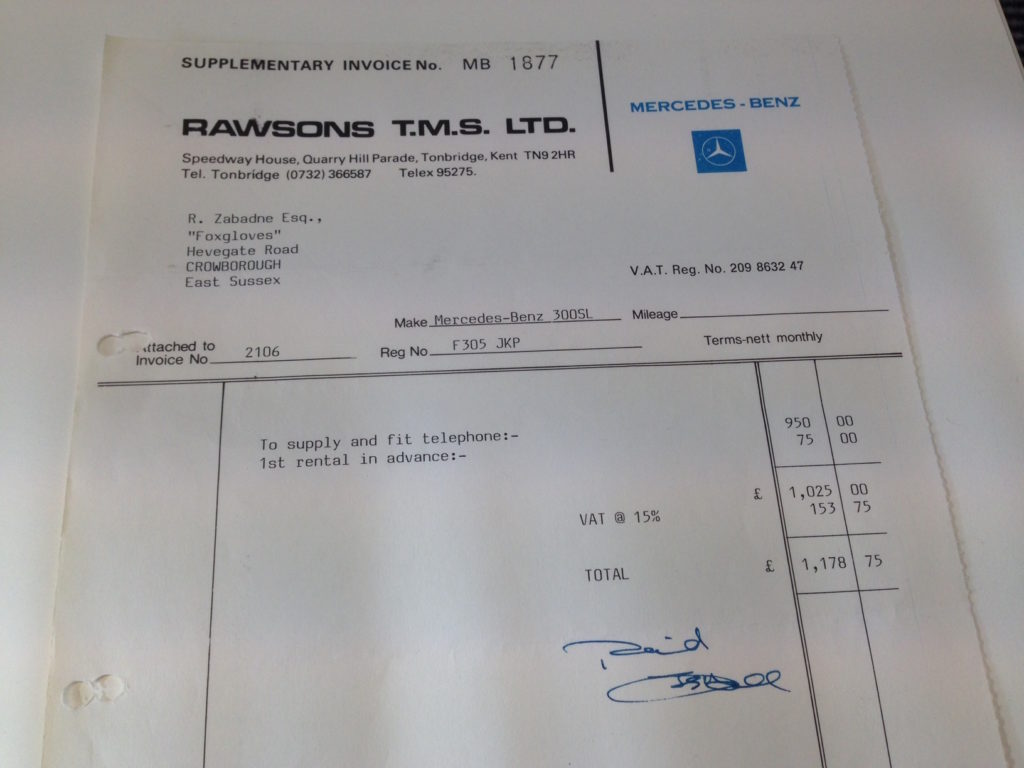 SUPPLEMENTARY INVOICE No. MB 1877
MERCEDES-BENZ
RAWSONS T.M.S. LTD.
Speedway House, Quarry Hill Parade, Tonbridge, Kent TN9 2HR
Tel. Tonbridge (0732) 366587 Telex 95275.
R. Zabadne Esq.,
"Foxgloves"
Hevegate Road
CROWBOROUGH
East Sussex
V.A.T. Reg. No. 209 8632 47
Make Mercedes-Benz 300SL Mileage
ttached to
Invoice No 2106 Reg No F305 JKP Terms-nett monthly
To supply and fit telephone:- 950 00
1st rental in advance:- 75 00
£ 1,025 00
VAT @ 15% 153 75
TOTAL £ 1,178 75